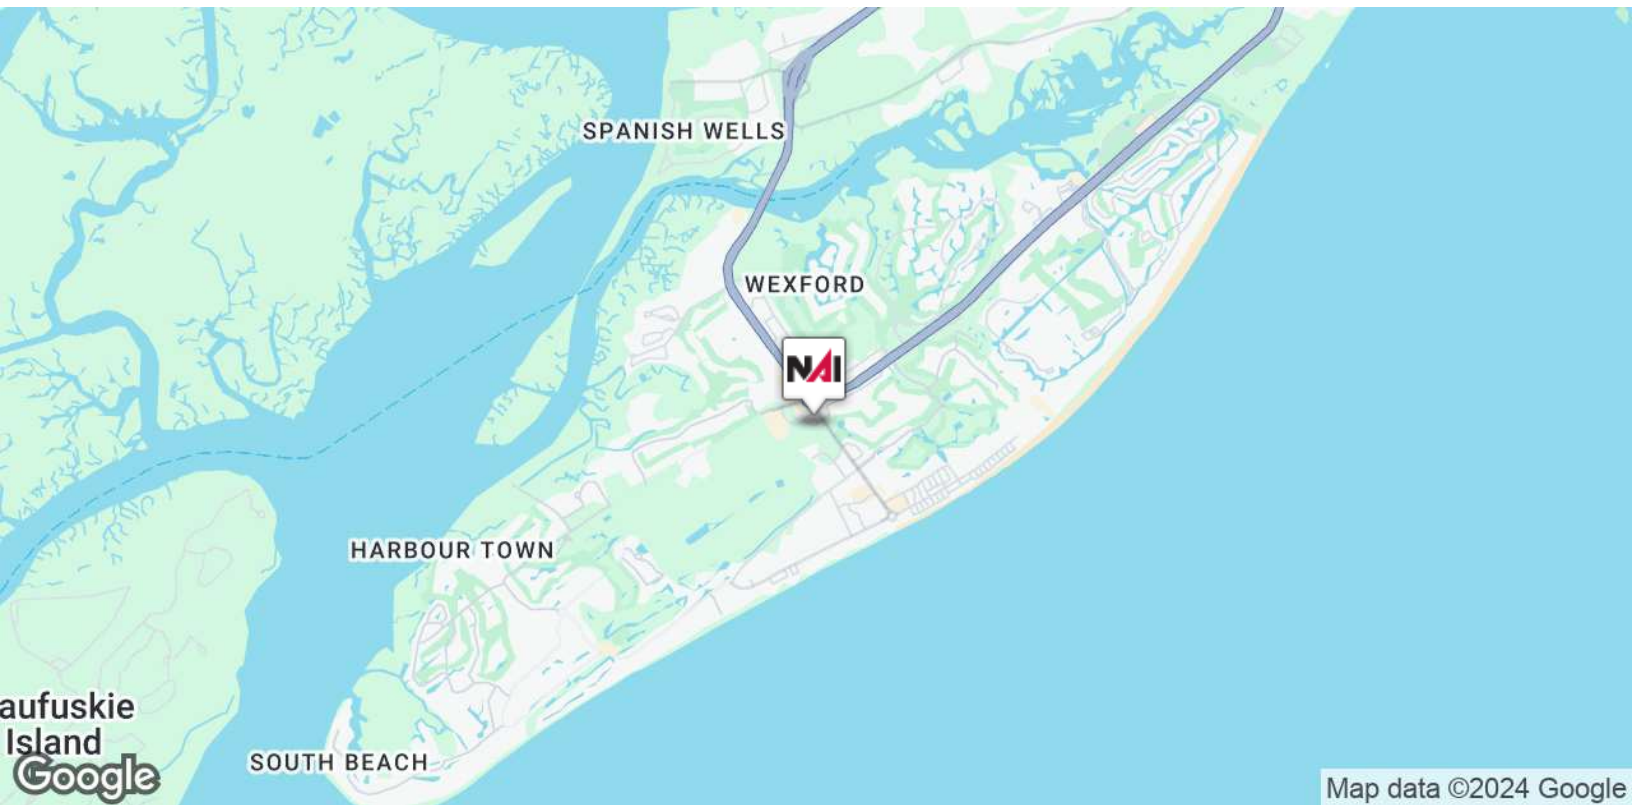 SPANISH WELLS
WEXFORD
NAI
HARBOUR TOWN
aufuskie
Island
SOUTH BEACH
Google
Map data ©2024 Google